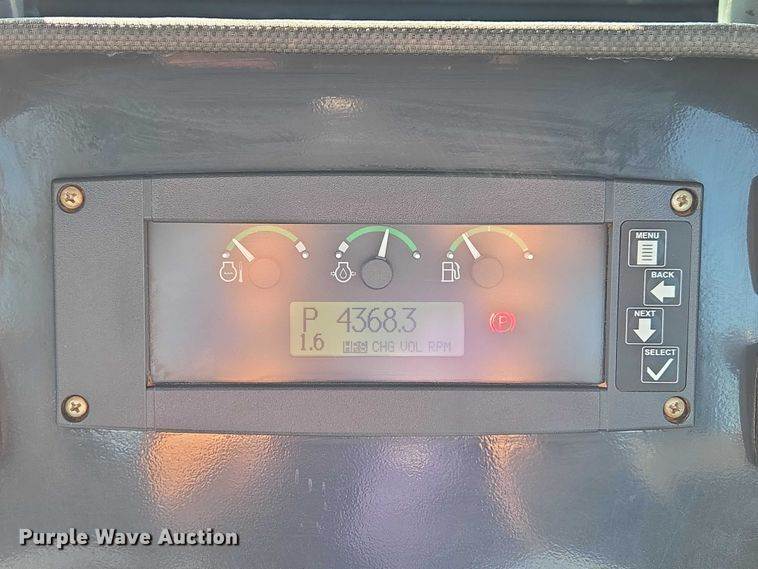 MENU
BACK
NEXT
SELECT
P 4368.3
1.6 HRS CHG VOL RPM
P
Purple Wave Auction